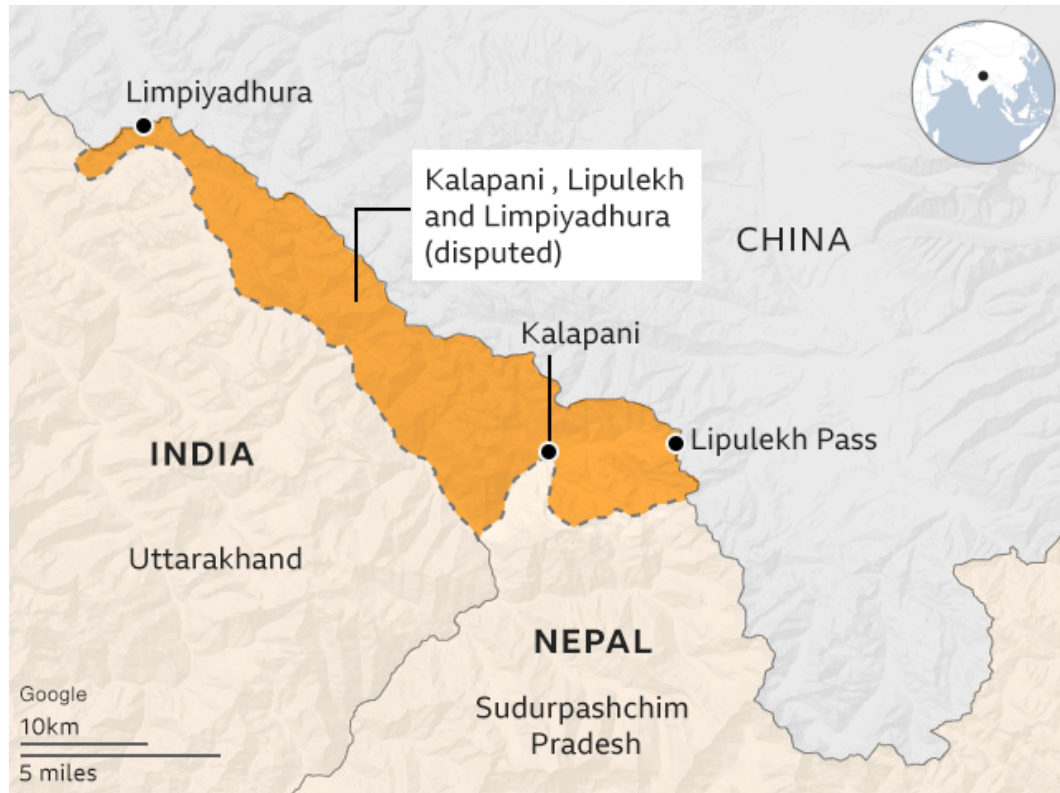 Limpiyadhura
Kalapani , Lipulekh
and Limpiyadhura
(disputed)
CHINA
Kalapani
Lipulekh Pass
INDIA
Uttarakhand
NEPAL
Sudurpashchim
Pradesh
Google
10km
5 miles